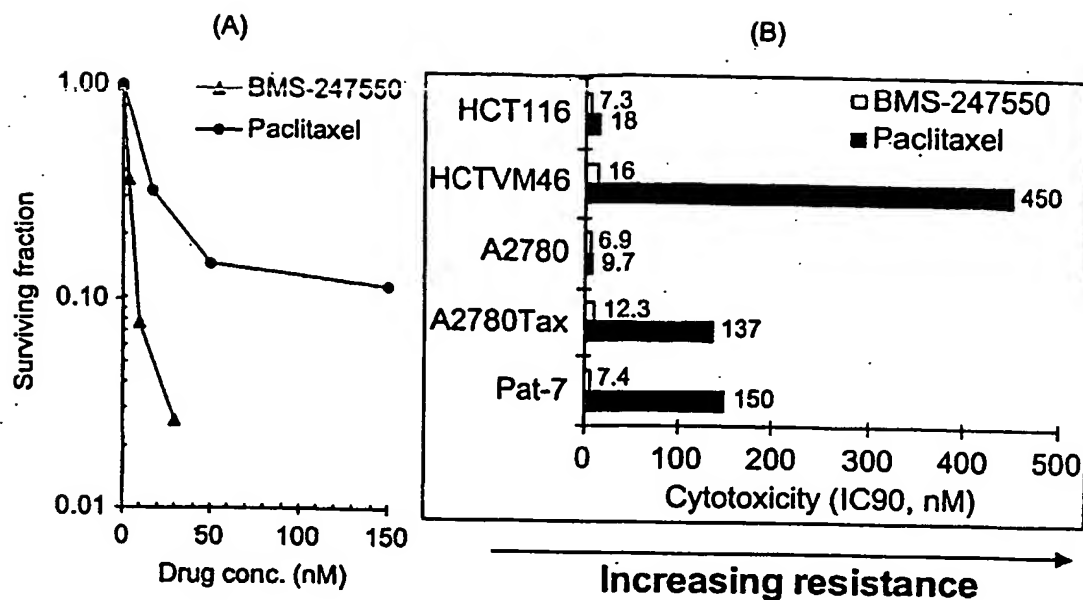 (A)
1.00
BMS-247550
Paclitaxel
Surviving fraction
0.10
0.01
0 50 100 150
Drug conc. (nM)
(B)
BMS-247550
Paclitaxel
HCT116
7.3
18
HCTVM46
16
450
A2780
6.9
9.7
A2780Tax
12.3
137
Pat-7
7.4
150
0 100 200 300 400 500
Cytotoxicity (IC90, nM)
Increasing resistance